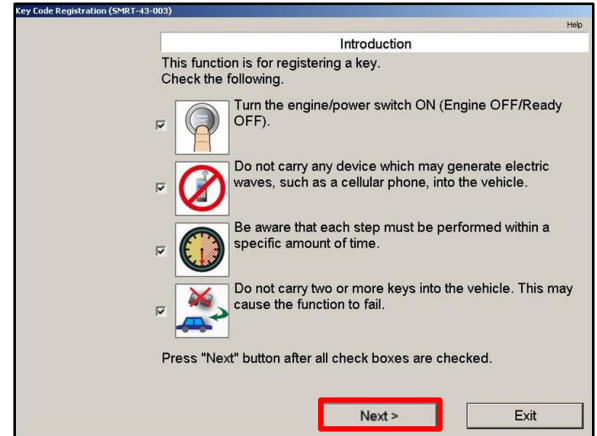 Key Code Registration (SMRT-43-003)
Help
Introduction
This function is for registering a key.
Check the following.
Turn the engine/power switch ON (Engine OFF/Ready
OFF).
Do not carry any device which may generate electric
waves, such as a cellular phone, into the vehicle.
Be aware that each step must be performed within a
specific amount of time.
Do not carry two or more keys into the vehicle. This may
cause the function to fail.
Press "Next" button after all check boxes are checked.
Next >
Exit